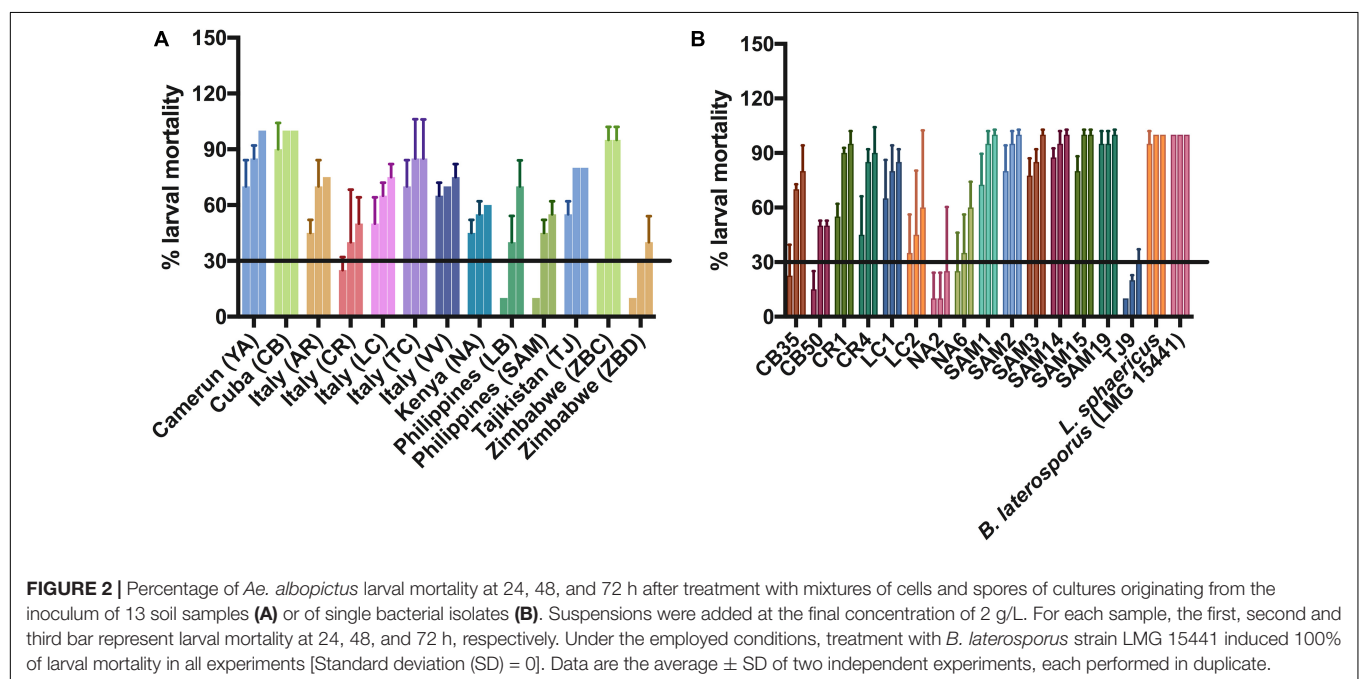 A
150
120
90
60
30
0
% larval mortality
Camerun (YA)
Cuba (CB)
Italy (AR)
Italy (CR)
Italy (LC)
Italy (TC)
Italy (VV)
Kenya (NA)
Philippines (LB)
Philippines (SAM)
Tajikistan (TJ)
Zimbabwe (ZBC)
Zimbabwe (ZBD)
B
150
120
90
60
30
0
% larval mortality
CB35
CB50
CR1
CR4
LC1
LC2
NA2
NA6
SAM1
SAM2
SAM3
SAM14
SAM15
SAM19
TJ9
L. sphaericus
B. laterosporus (LMG 15441)
FIGURE 2 | Percentage of Ae. albopictus larval mortality at 24, 48, and 72 h after treatment with mixtures of cells and spores of cultures originating from the
inoculum of 13 soil samples (A) or of single bacterial isolates (B). Suspensions were added at the final concentration of 2 g/L. For each sample, the first, second and
third bar represent larval mortality at 24, 48, and 72 h, respectively. Under the employed conditions, treatment with B. laterosporus strain LMG 15441 induced 100%
of larval mortality in all experiments [Standard deviation (SD) = 0]. Data are the average ± SD of two independent experiments, each performed in duplicate.